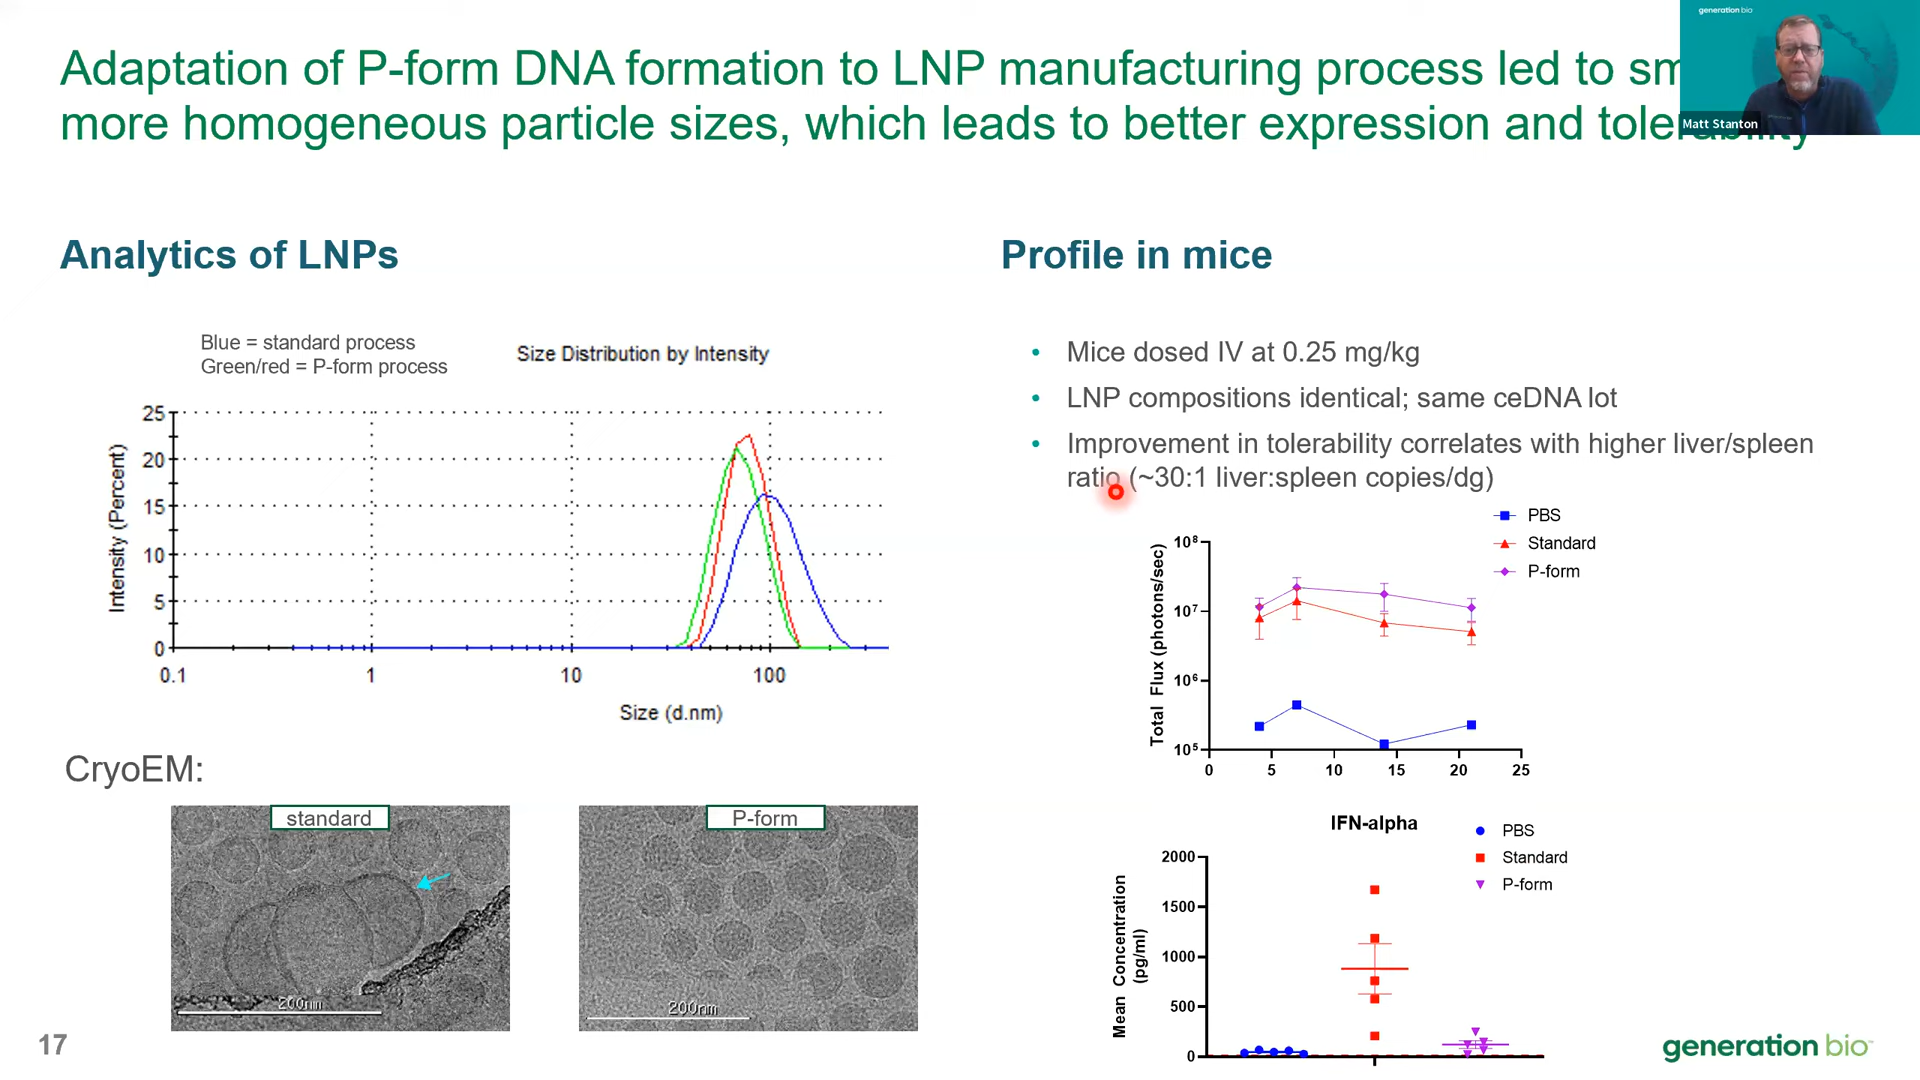 generation bio
Matt Stanton
Adaptation of P-form DNA formation to LNP manufacturing process led to
more homogeneous particle sizes, which leads to better expression and tolerability
Analytics of LNPs
Blue = standard process
Green/red = P-form process
Size Distribution by Intensity
Intensity (Percent)
25
20
15
10
5
0
0.1
1
10
100
Size (d.nm)
CryoEM:
standard
200nm
P-form
200nm
Profile in mice
• Mice dosed IV at 0.25 mg/kg
• LNP compositions identical; same ceDNA lot
• Improvement in tolerability correlates with higher liver/spleen
ratio (~30:1 liver:spleen copies/dg)
PBS
Standard
P-form
Total Flux (photons/sec)
10⁸
10⁷
10⁶
10⁵
0
5
10
15
20
25
IFN-alpha
PBS
Standard
P-form
Mean Concentration
(pg/ml)
2000
1500
1000
500
0
17
generation bio™